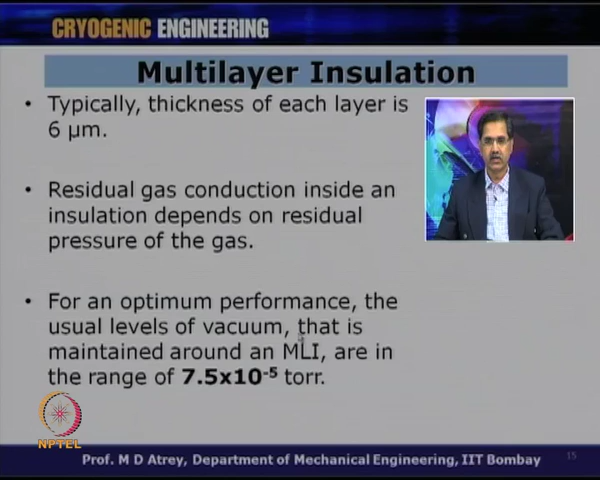 CRYOGENIC ENGINEERING
Multilayer Insulation
• Typically, thickness of each layer is
6 μm.
• Residual gas conduction inside an
insulation depends on residual
pressure of the gas.
• For an optimum performance, the
usual levels of vacuum, that is
maintained around an MLI, are in
the range of 7.5x10⁻⁵ torr.
NPTEL
Prof. M D Atrey, Department of Mechanical Engineering, IIT Bombay
15